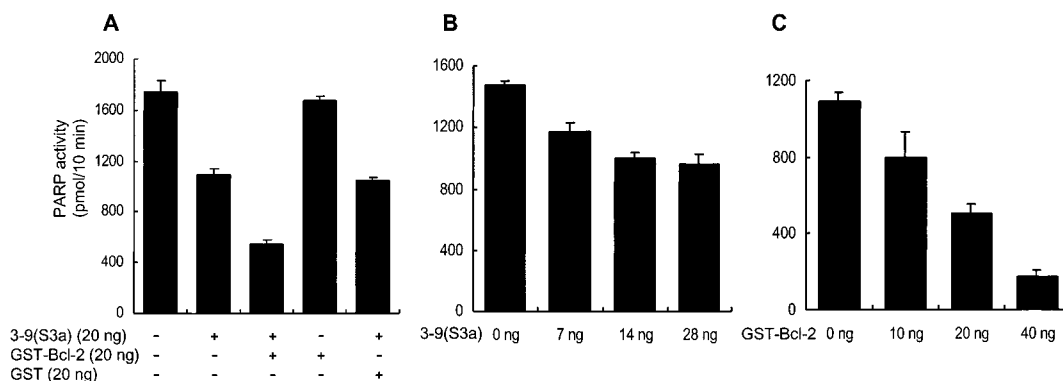 A
PARP activity
(pmol/10 min)
2000
1600
1200
800
400
0
3-9(S3a) (20 ng) - + + - +
GST-Bcl-2 (20 ng) - - + + -
GST (20 ng) - - - - +
B
1600
1200
800
400
0
3-9(S3a) 0 ng 7 ng 14 ng 28 ng
C
1200
800
400
0
GST-Bcl-2 0 ng 10 ng 20 ng 40 ng